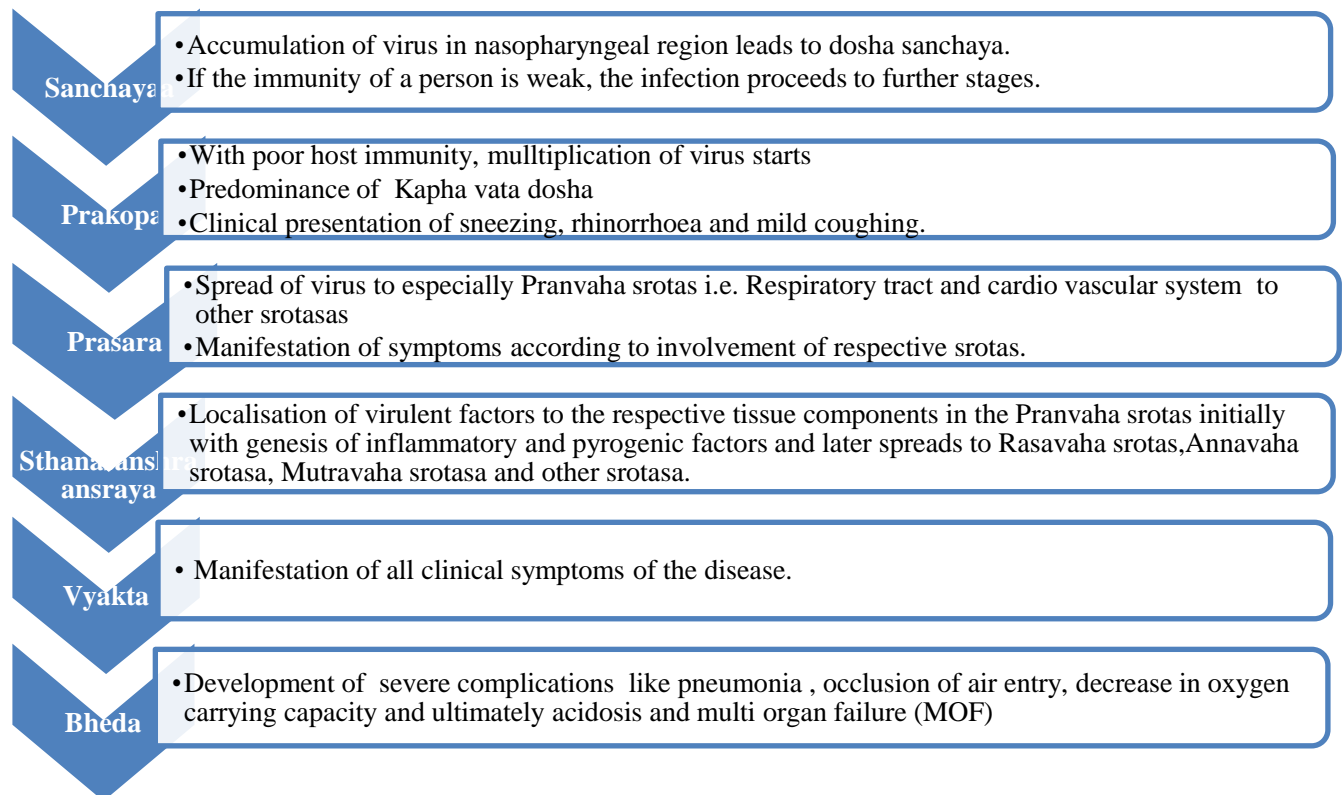 Sanchayaa
•Accumulation of virus in nasopharyngeal region leads to dosha sanchaya.
•If the immunity of a person is weak, the infection proceeds to further stages.
Prakopa
•With poor host immunity, mulltiplication of virus starts
•Predominance of Kapha vata dosha
•Clinical presentation of sneezing, rhinorrhoea and mild coughing.
Prasara
•Spread of virus to especially Pranvaha srotas i.e. Respiratory tract and cardio vascular system to
other srotasas
•Manifestation of symptoms according to involvement of respective srotas.
ansraya
•Localisation of virulent factors to the respective tissue components in the Pranvaha srotas initially
with genesis of inflammatory and pyrogenic factors and later spreads to Rasavaha srotas,Annavaha
srotasa, Mutravaha srotasa and other srotasa.
Vyakta
• Manifestation of all clinical symptoms of the disease.
Bheda
•Development of severe complications like pneumonia , occlusion of air entry, decrease in oxygen
carrying capacity and ultimately acidosis and multi organ failure (MOF)